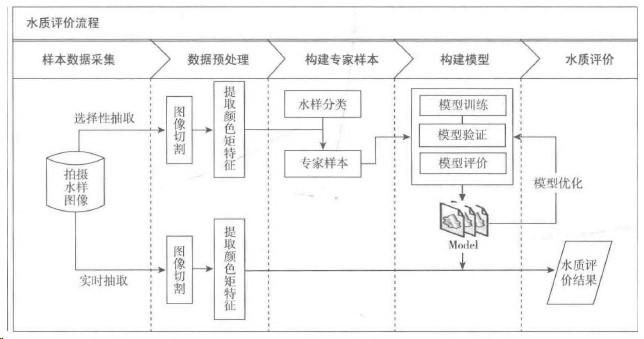 水质评价流程
样本数据采集
数据预处理
构建专家样本
构建模型
水质评价
选择性抽取
图像切割
提取颜色矩特征
水样分类
专家样本
模型训练
模型验证
模型评价
拍摄
水样
图像
模型优化
Model
实时抽取
图像切割
提取颜色矩特征
水质评
价结果